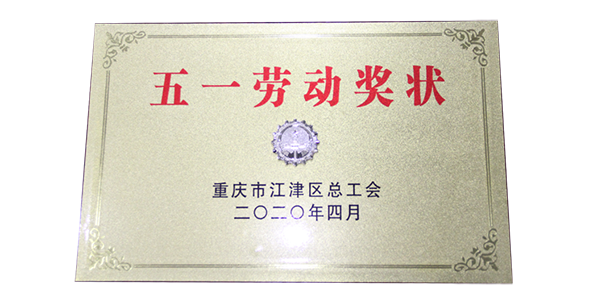 五一劳动奖状
重庆市江津区总工会
二〇二〇年四月